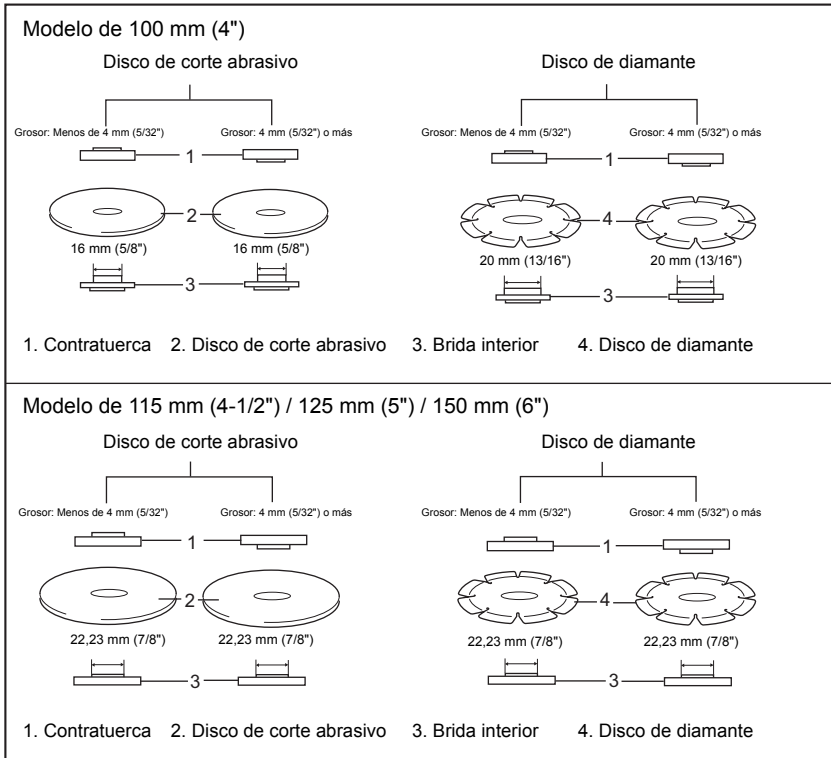 Modelo de 100 mm (4")
Disco de corte abrasivo
Disco de diamante
Grosor: Menos de 4 mm (5/32")
Grosor: 4 mm (5/32") o más
Grosor: Menos de 4 mm (5/32")
Grosor: 4 mm (5/32") o más
1
1
2
4
16 mm (5/8")
16 mm (5/8")
20 mm (13/16")
20 mm (13/16")
3
3
1. Contratuerca 2. Disco de corte abrasivo 3. Brida interior 4. Disco de diamante
Modelo de 115 mm (4-1/2") / 125 mm (5") / 150 mm (6")
Disco de corte abrasivo
Disco de diamante
Grosor: Menos de 4 mm (5/32")
Grosor: 4 mm (5/32") o más
Grosor: Menos de 4 mm (5/32")
Grosor: 4 mm (5/32") o más
1
1
2
4
22,23 mm (7/8")
22,23 mm (7/8")
22,23 mm (7/8")
22,23 mm (7/8")
3
3
1. Contratuerca 2. Disco de corte abrasivo 3. Brida interior 4. Disco de diamante